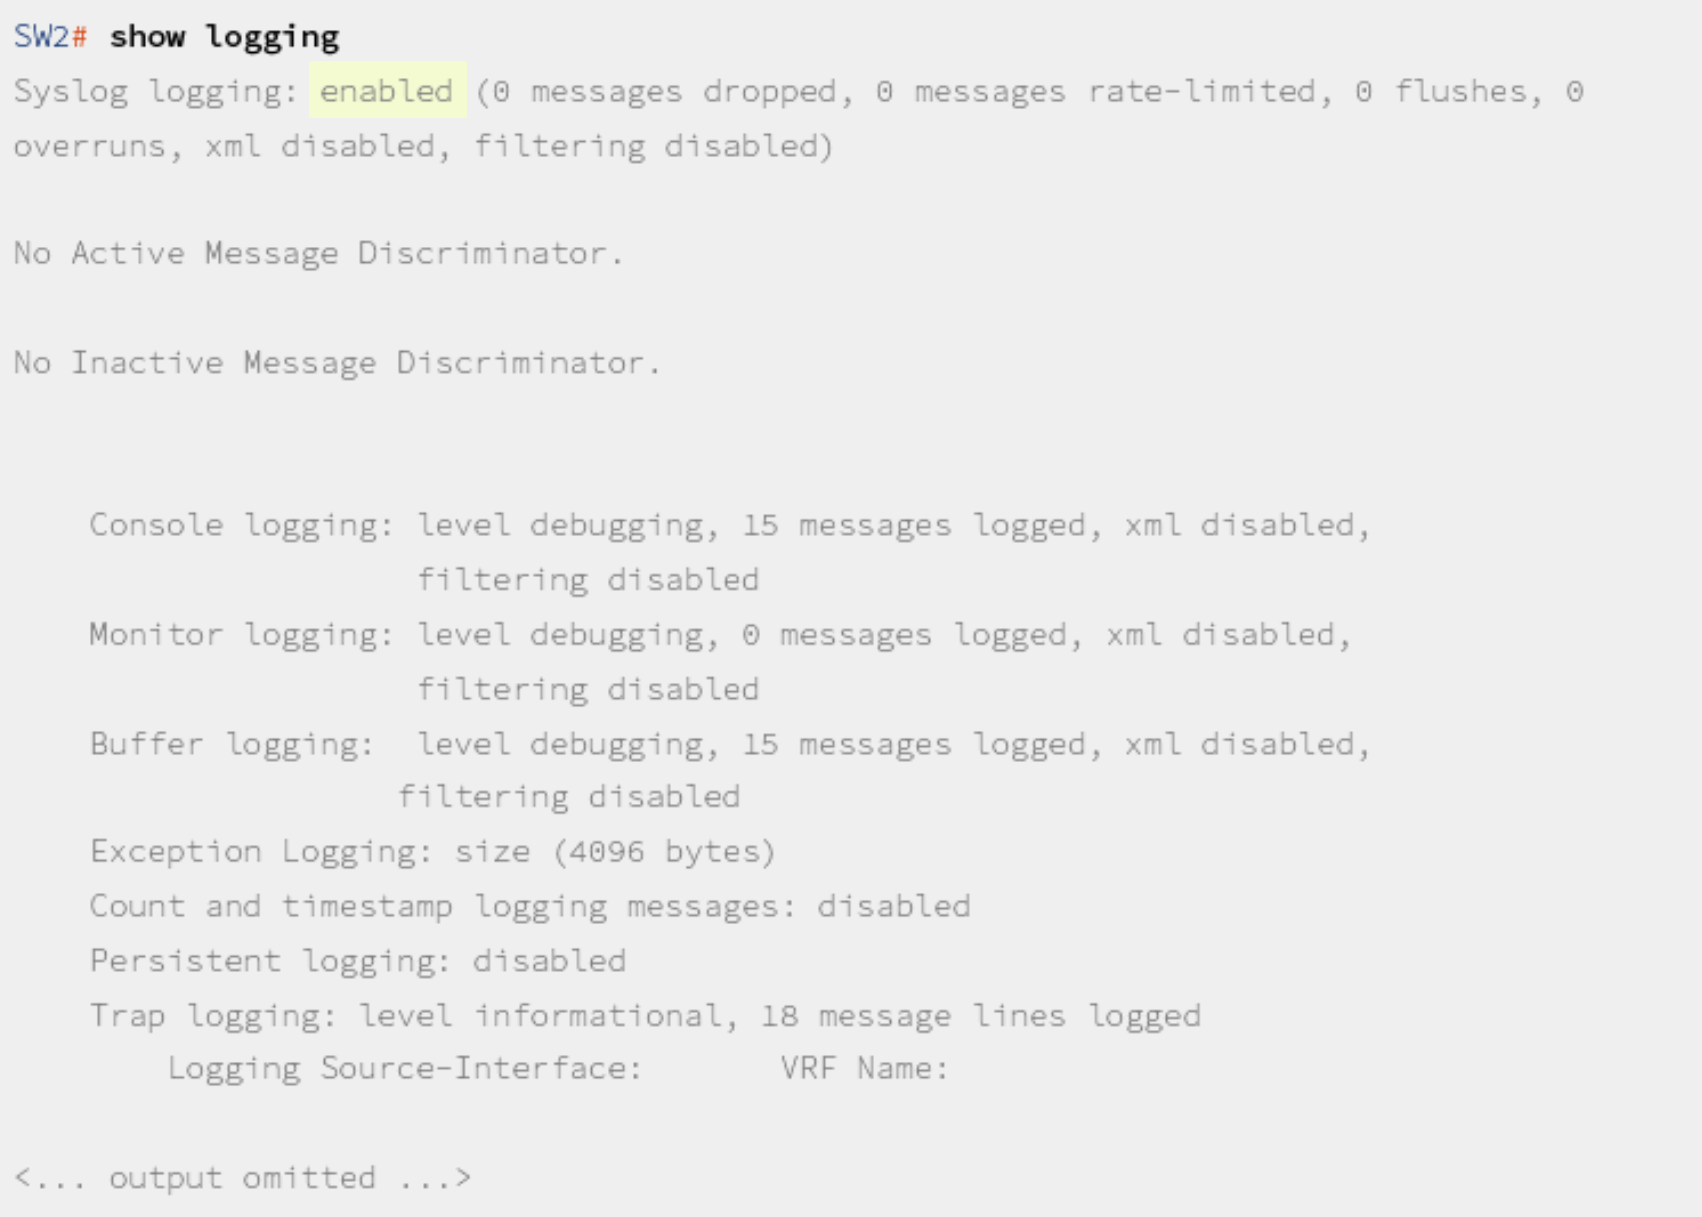 SW2# show logging
Syslog logging: enabled (0 messages dropped, 0 messages rate-limited, 0 flushes, 0
overruns, xml disabled, filtering disabled)
No Active Message Discriminator.
No Inactive Message Discriminator.
Console logging: level debugging, 15 messages logged, xml disabled,
filtering disabled
Monitor logging: level debugging, 0 messages logged, xml disabled,
filtering disabled
Buffer logging:  level debugging, 15 messages logged, xml disabled,
filtering disabled
Exception Logging: size (4096 bytes)
Count and timestamp logging messages: disabled
Persistent logging: disabled
Trap logging: level informational, 18 message lines logged
Logging Source-Interface:       VRF Name:
<... output omitted ...>